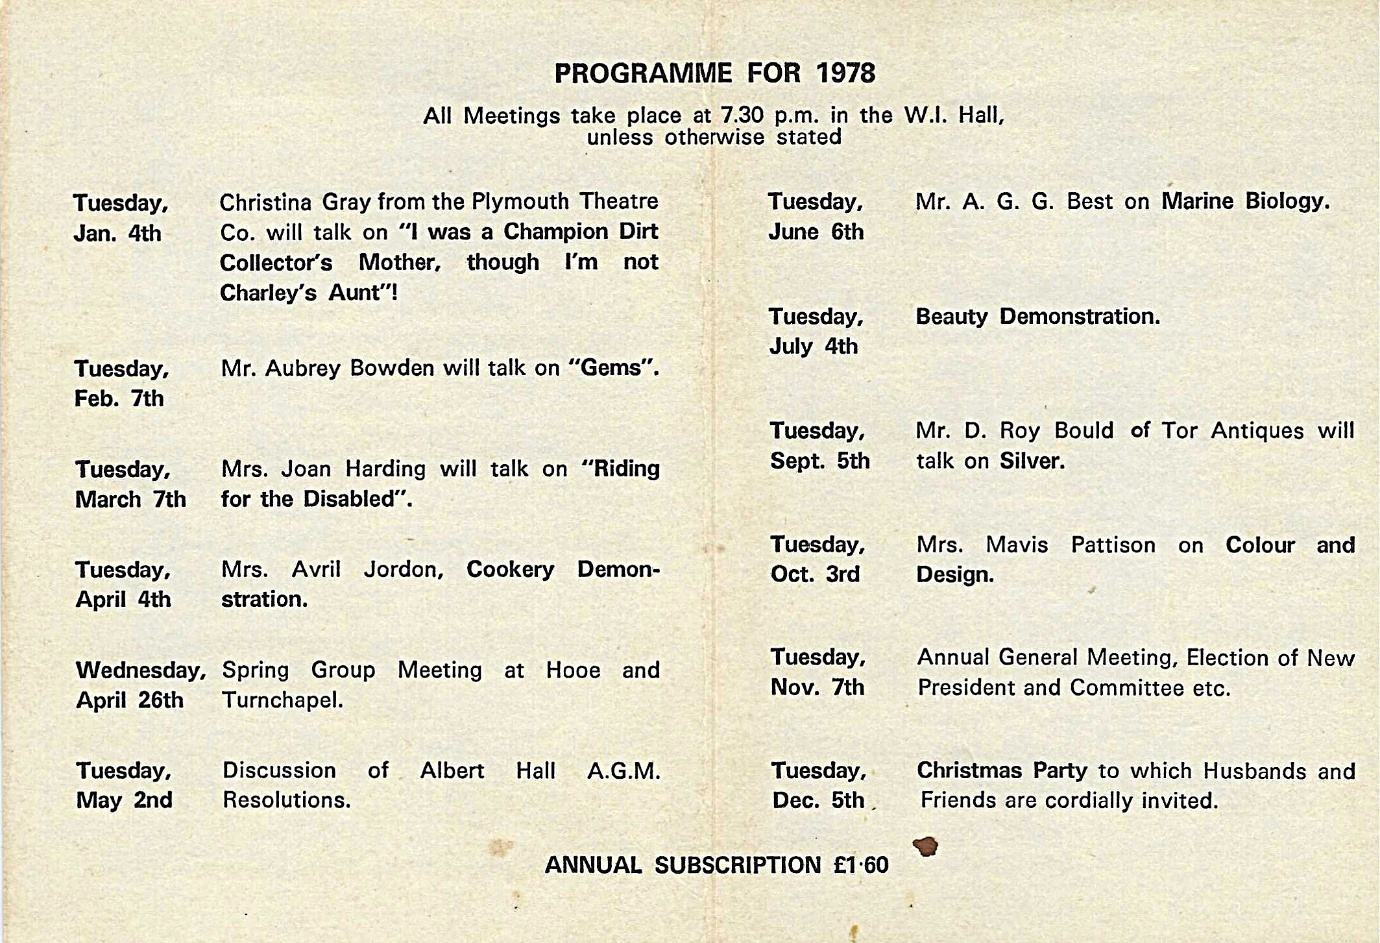 PROGRAMME FOR 1978
All Meetings take place at 7.30 p.m. in the W.I. Hall,
unless otherwise stated
Tuesday, Christina Gray from the Plymouth Theatre
Jan. 4th Co. will talk on "I was a Champion Dirt
Collector's Mother, though I'm not
Charley's Aunt"!
Tuesday, Mr. Aubrey Bowden will talk on "Gems".
Feb. 7th
Tuesday, Mrs. Joan Harding will talk on "Riding
March 7th for the Disabled".
Tuesday, Mrs. Avril Jordon, Cookery Demon-
April 4th stration.
Wednesday, Spring Group Meeting at Hooe and
April 26th Turnchapel.
Tuesday, Discussion of Albert Hall A.G.M.
May 2nd Resolutions.
Tuesday, Mr. A. G. G. Best on Marine Biology.
June 6th
Tuesday, Beauty Demonstration.
July 4th
Tuesday, Mr. D. Roy Bould of Tor Antiques will
Sept. 5th talk on Silver.
Tuesday, Mrs. Mavis Pattison on Colour and
Oct. 3rd Design.
Tuesday, Annual General Meeting, Election of New
Nov. 7th President and Committee etc.
Tuesday, Christmas Party to which Husbands and
Dec. 5th Friends are cordially invited.
ANNUAL SUBSCRIPTION £1·60